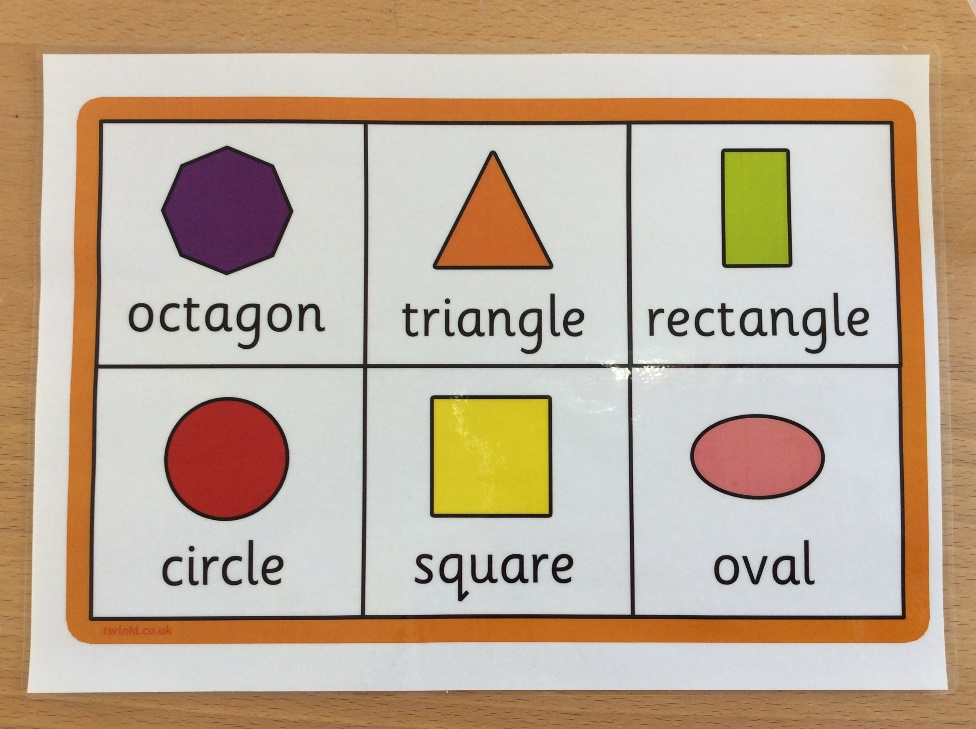 octagon
triangle
rectangle
circle
square
oval
twinkl.co.uk